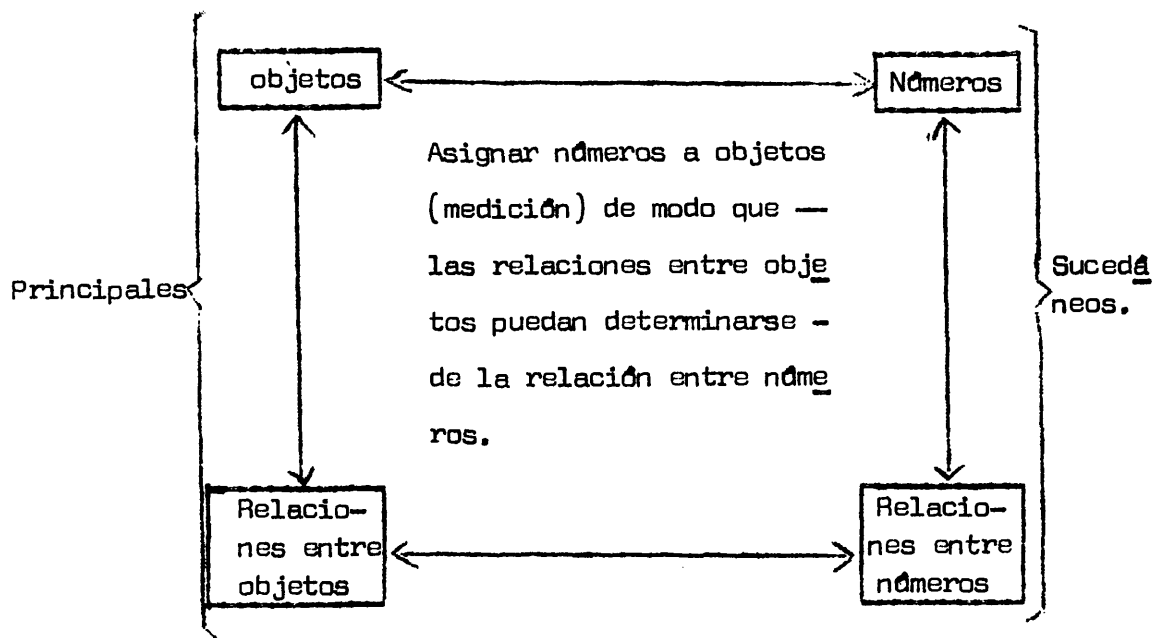 objetos
Números
Asignar números a objetos
(medición) de modo que —
las relaciones entre obje
tos puedan determinarse -
de la relación entre núme
ros.
Principales
Sucedá
neos.
Relacio-
nes entre
objetos
Relacio-
nes entre
números